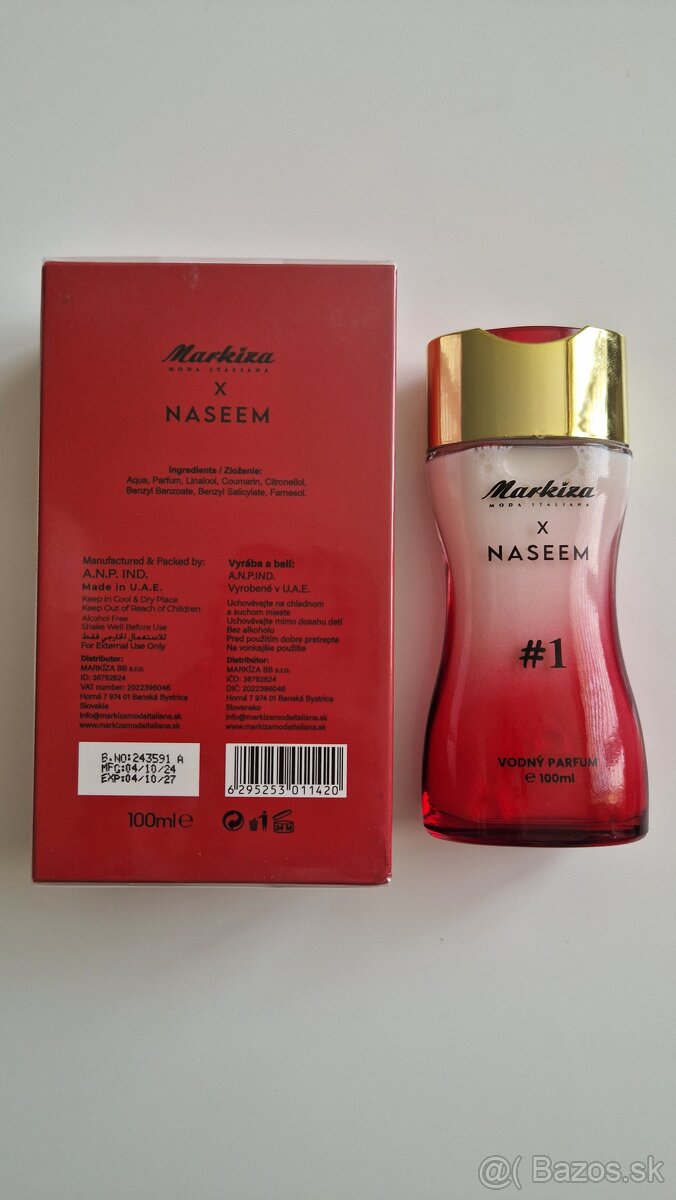 Markíza
MODA ITALIANA
X
NASEEM
Ingredients / Zloženie:
Aqua, Parfum, Linalool, Coumarin, Citronellol,
Benzyl Benzoate, Benzyl Salicylate, Farnesol.
Manufactured & Packed by:
A.N.P. IND.
Made in U.A.E.
Keep in Cool & Dry Place
Keep Out of Reach of Children
Alcohol Free
Shake Well Before Use
للاستعمال الخارجي فقط
For External Use Only
Distributor:
MARKÍZA BB s.r.o.
ID: 36792624
VAT number: 2022396046
Horná 7 974 01 Banská Bystrica
Slovakia
info@markizamodaitaliana.sk
www.markizamodaitaliana.sk
Vyrába a balí:
A.N.P.IND.
Vyrobené v U.A.E.
Uchovávajte na chladnom
a suchom mieste
Uchovávajte mimo dosahu detí
Bez alkoholu
Pred použitím dobre pretrepte
Na vonkajšie použitie
Distribútor:
MARKÍZA BB s.r.o.
IČO: 36792624
DIČ: 2022396046
Horná 7 974 01 Banská Bystrica
Slovensko
info@markizamodaitaliana.sk
www.markizamodaitaliana.sk
B.NO:243591 A
MFG:04/10/24
EXP:04/10/27
6 295253 011420
100ml e
24 M
Markíza
MODA ITALIANA
X
NASEEM
#1
VODNÝ PARFUM
e 100ml
@( Bazos.sk